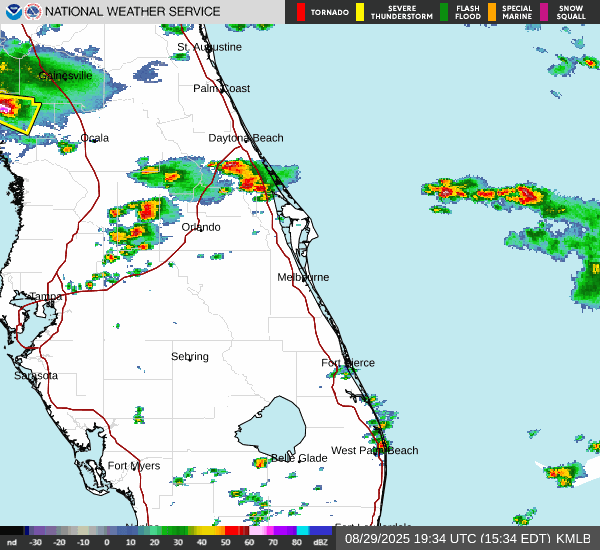 NATIONAL WEATHER SERVICE
TORNADO
SEVERE THUNDERSTORM
FLASH FLOOD
SPECIAL MARINE
SNOW SQUALL
St. Augustine
Gainesville
Palm Coast
Ocala
Daytona Beach
Orlando
Melbourne
Tampa
Sebring
Fort Pierce
Sarasota
West Palm Beach
Belle Glade
Fort Myers
nd -30 -20 -10 0 10 20 30 40 50 60 70 80 dBZ
08/29/2025 19:34 UTC (15:34 EDT) KMLB